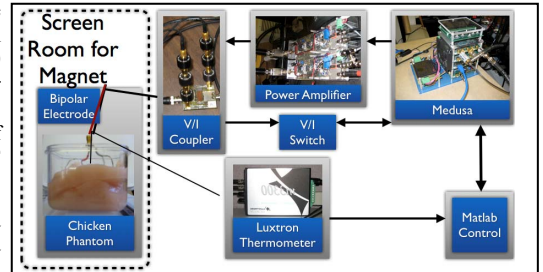 Screen
Room for
Magnet
Bipolar
Electrode
Chicken
Phantom
V/I
Coupler
Power Amplifier
V/I
Switch
Medusa
Luxtron
Thermometer
Matlab
Control